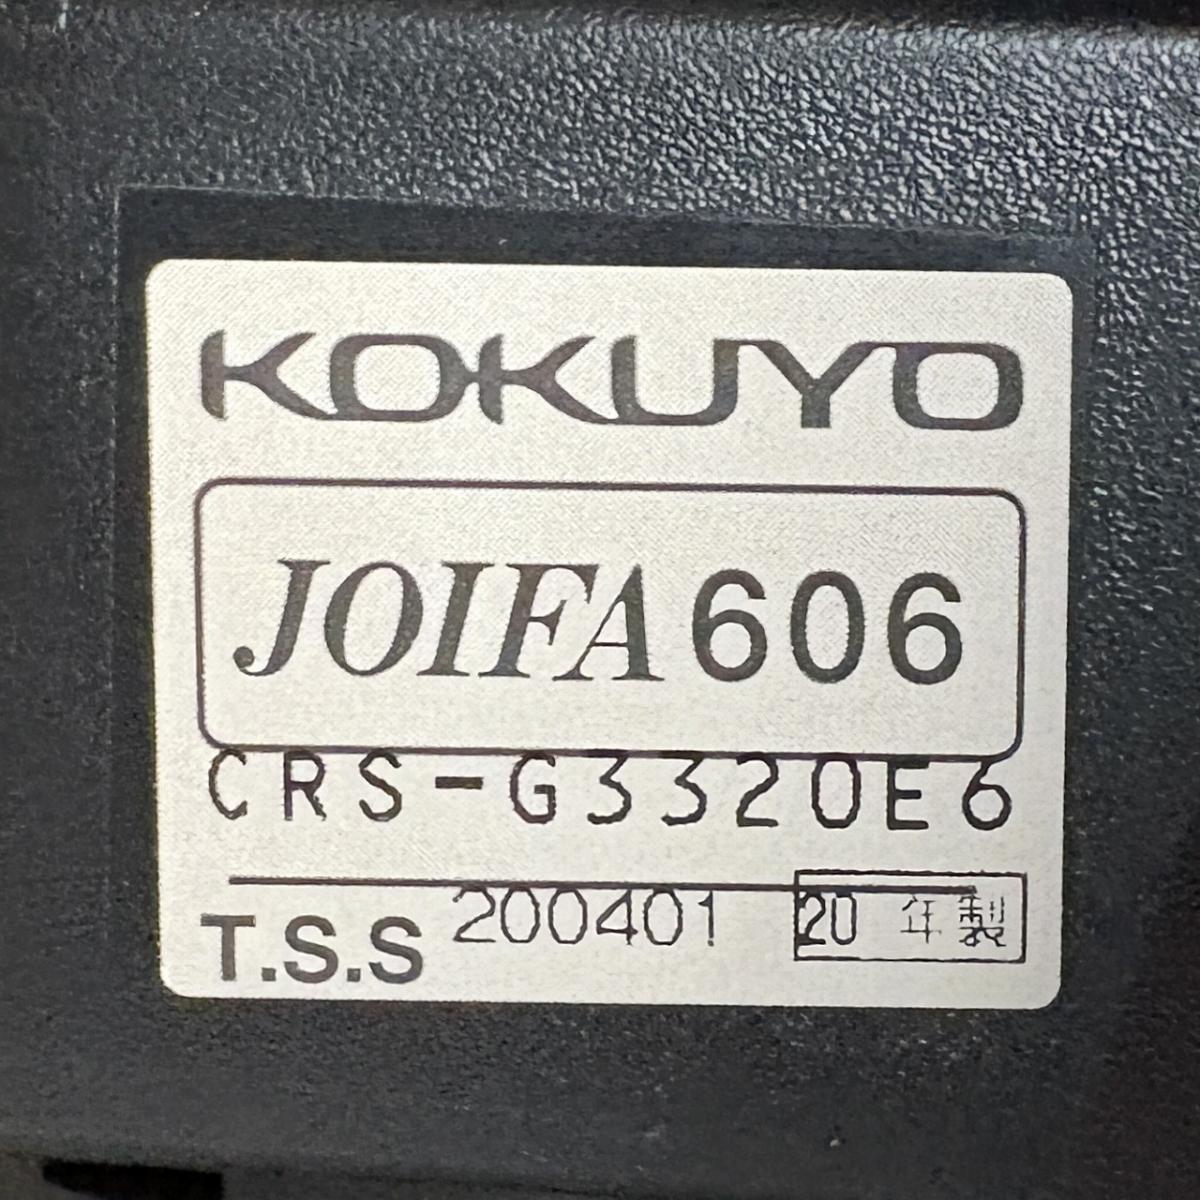 KOKUYO
JOIFA606
CRS-G3320E6
T.S.S 200401 20 年製